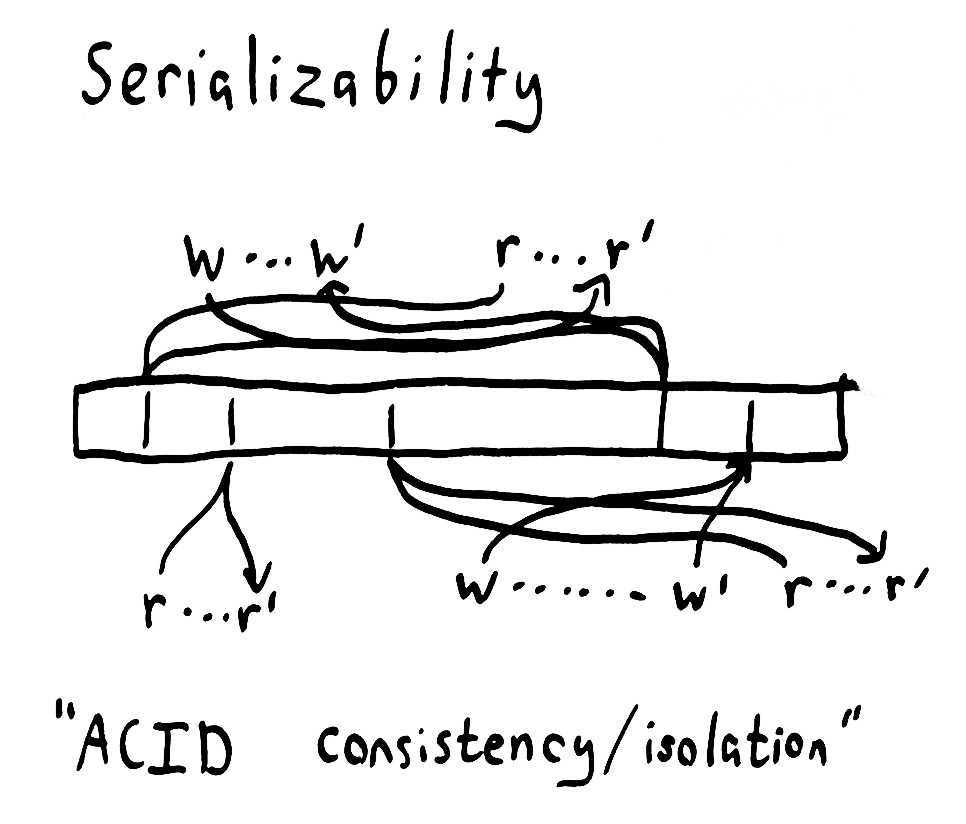 Serializability
w...w' r...r'
r...r' w.......w' r...r'
"ACID consistency/isolation"